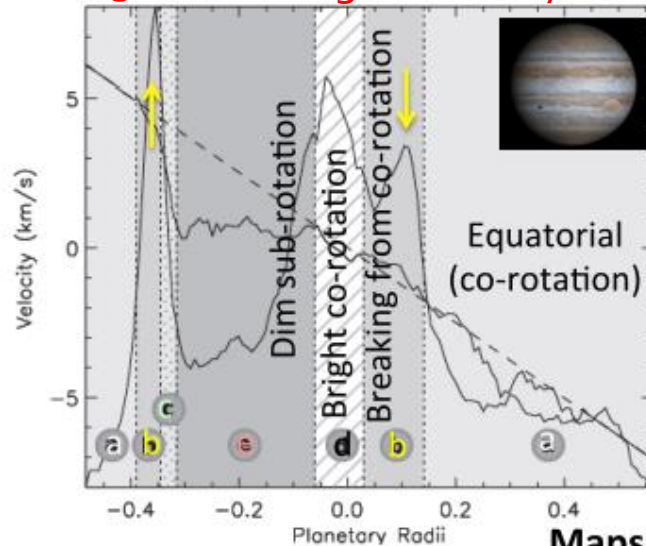 5
0
-5
Velocity (km/s)
Dim sub-rotation
Bright co-rotation
Breaking from co-rotation
Equatorial
(co-rotation)
a
b
c
e
d
b
a
-0.4
-0.2
0.0
0.2
0.4
Planetary Radii
Maps